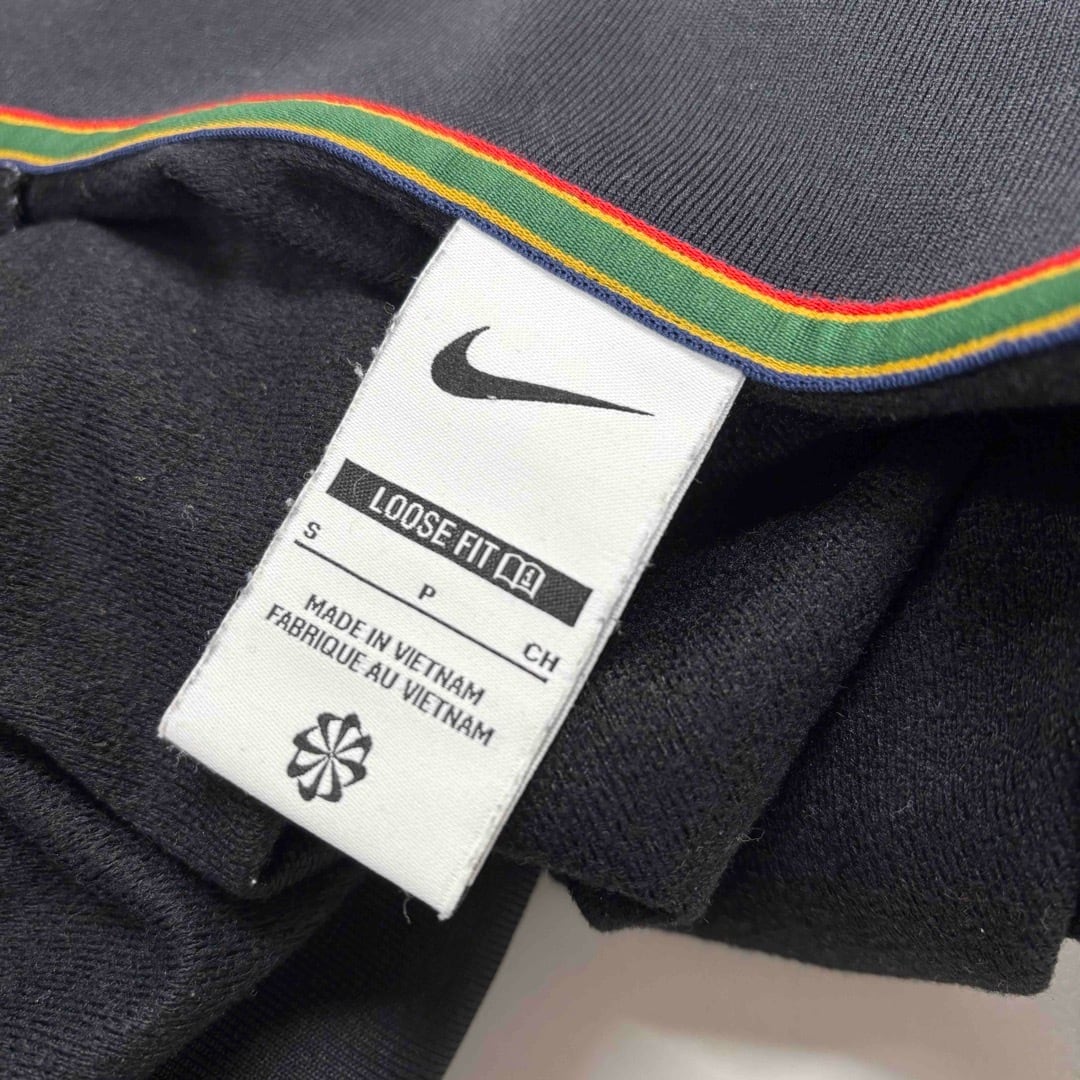 LOOSE FIT
S P CH
MADE IN VIETNAM
FABRIQUE AU VIETNAM